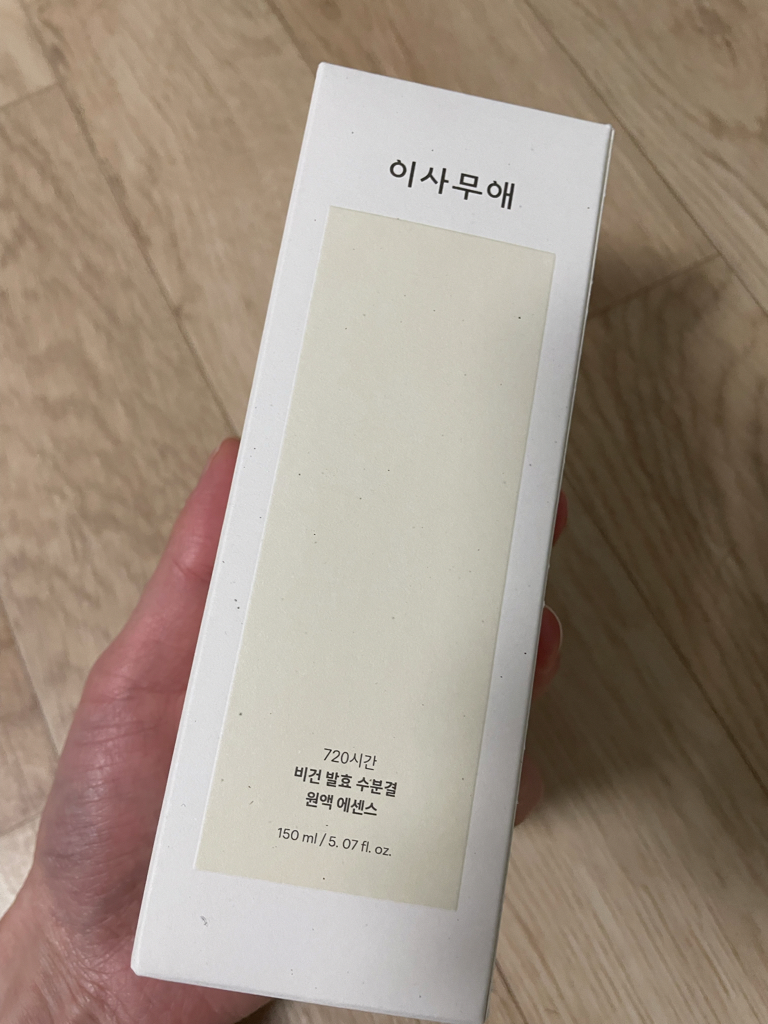 이사무애
720시간
비건 발효 수분결
원액 에센스
150 ml / 5. 07 fl. oz.